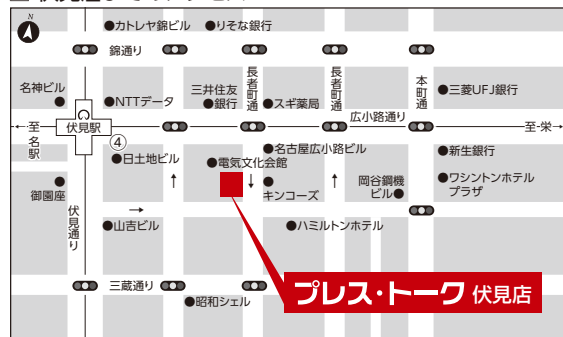 N
●カトレヤ錦ビル ●りそな銀行
錦通り
名神ビル
●NTTデータ
三井住友
●銀行
長者町通
●スギ薬局
長者町通
本町通
●三菱UFJ銀行
広小路通り
←至名駅
伏見駅
至・栄→
④
●日土地ビル
●電気文化会館
●名古屋広小路ビル
●新生銀行
御園座
キンコーズ
岡谷鋼機
ビル●
●ワシントンホテル
プラザ
伏見通り
●山吉ビル
●ハミルトンホテル
三蔵通り
●昭和シェル
プレス・トーク 伏見店